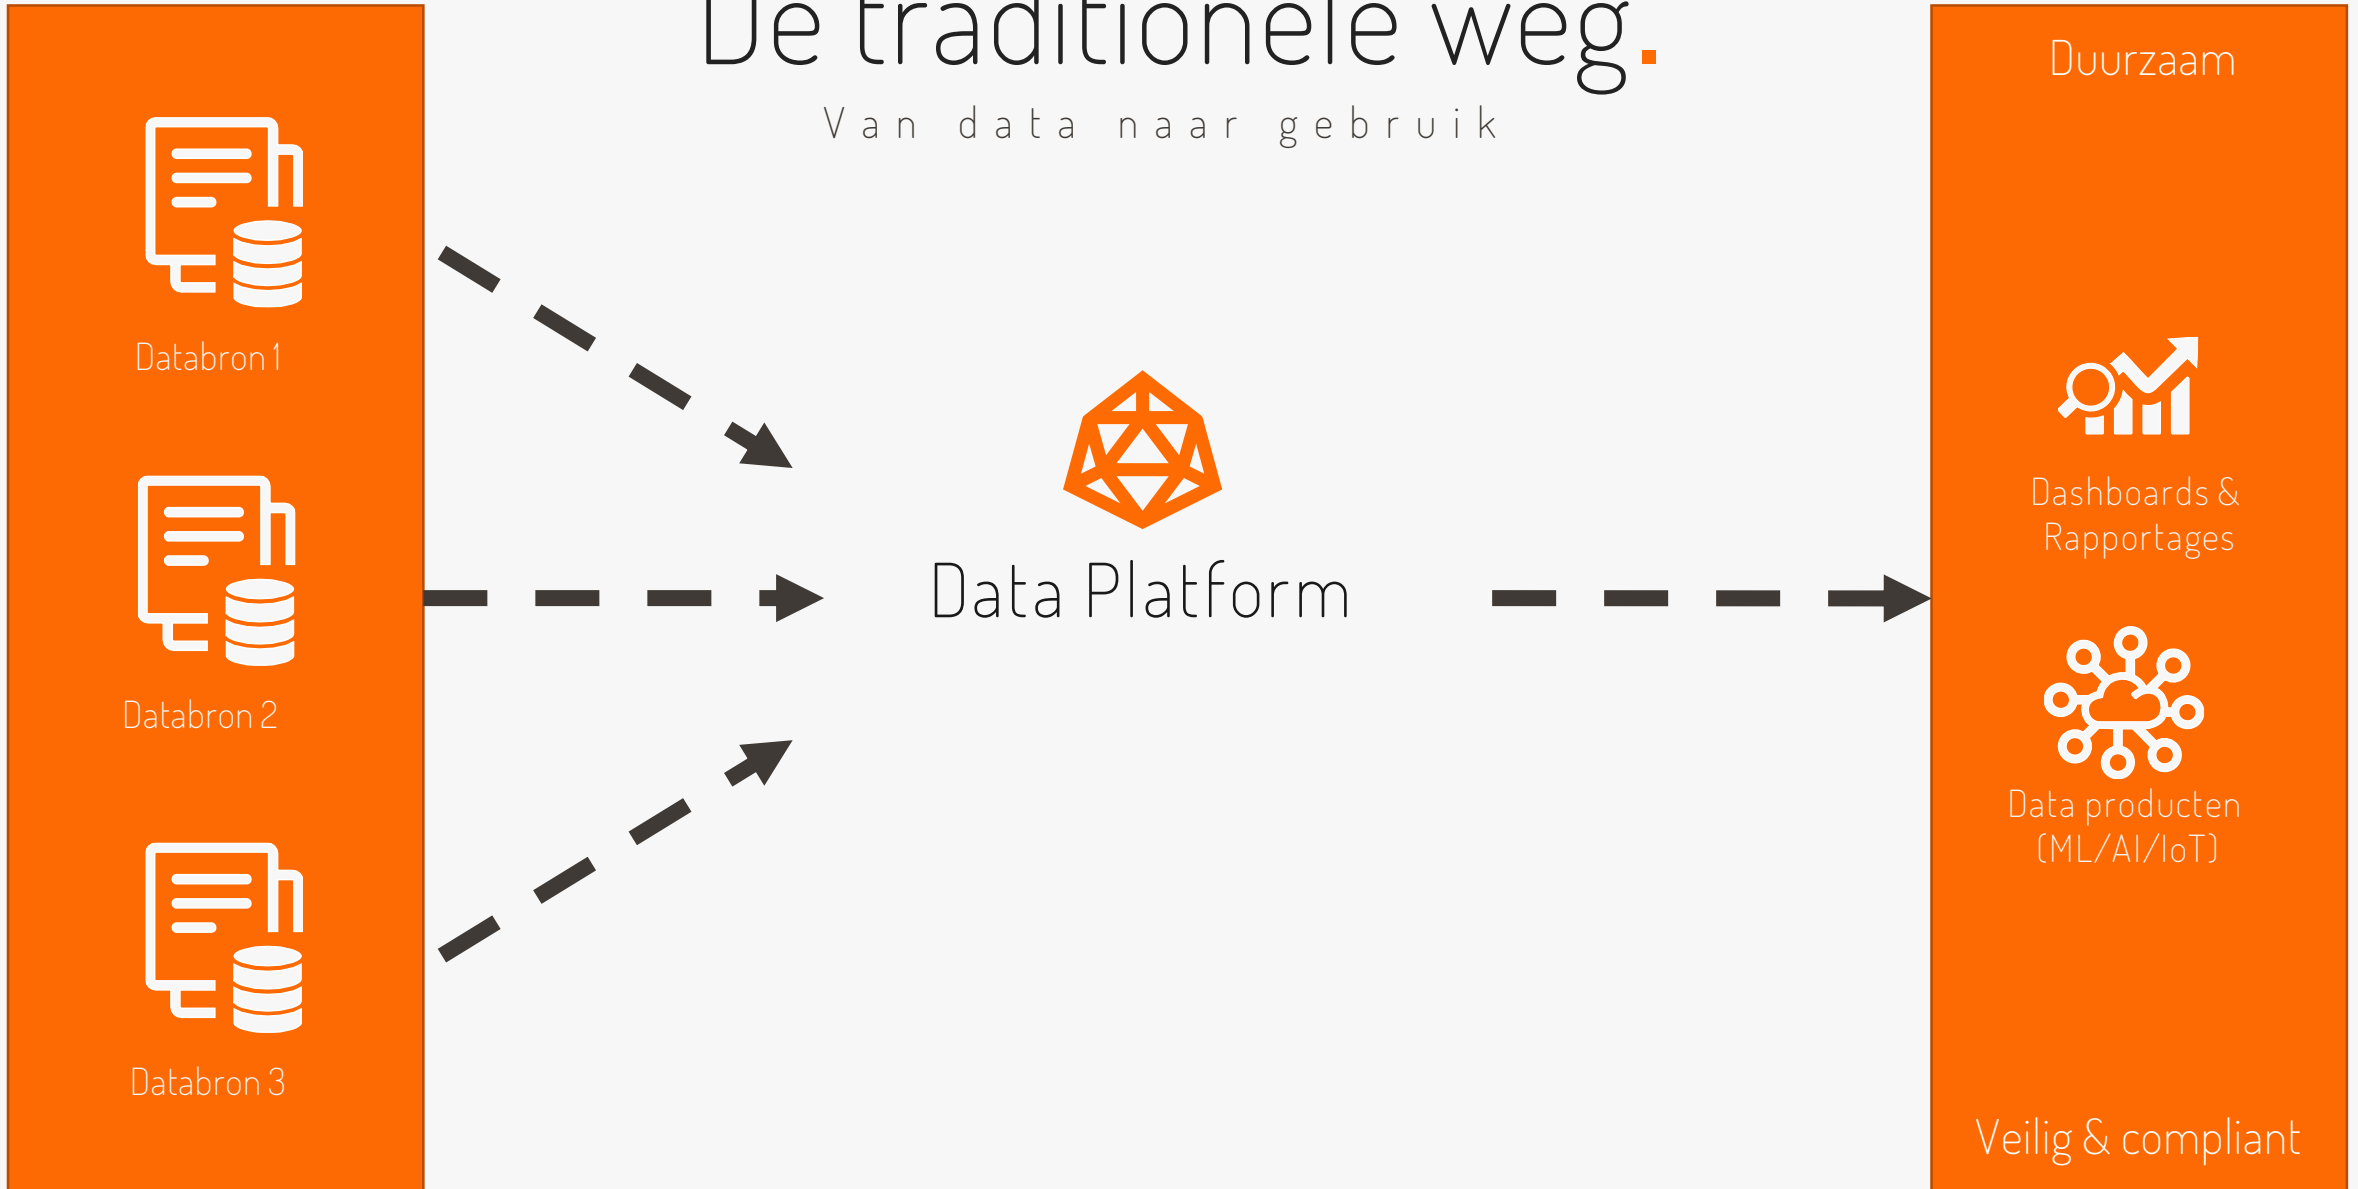 De traditionele weg.
Van data naar gebruik
Databron 1
Databron 2
Databron 3
Data Platform
Duurzaam
Dashboards &
Rapportages
Data producten
(ML/AI/IoT)
Veilig & compliant